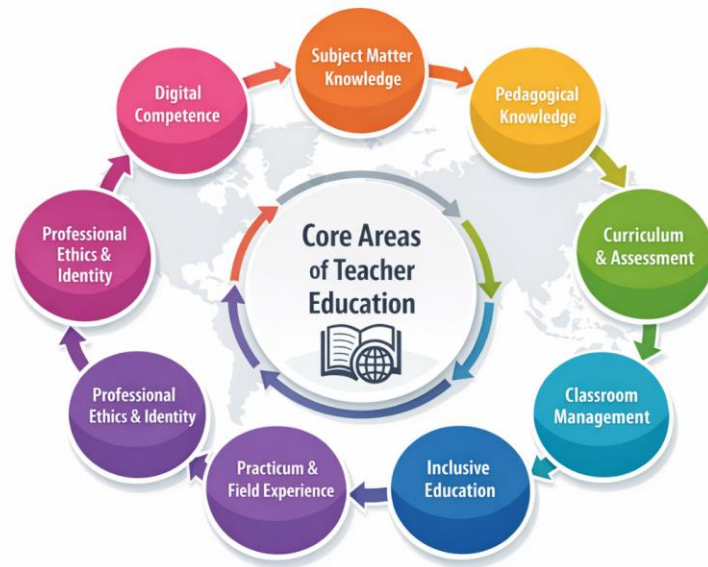 Subject Matter
Knowledge
Pedagogical
Knowledge
Curriculum
& Assessment
Classroom
Management
Inclusive
Education
Practicum &
Field Experience
Professional
Ethics & Identity
Professional
Ethics &
Identity
Digital
Competence
Core Areas
of Teacher
Education